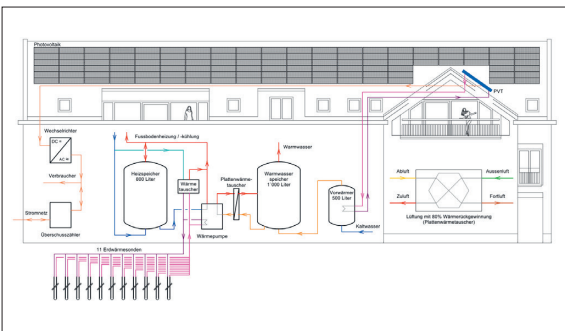 Photovoltaik
PVT
Wechselrichter
DC =
AC ≈
Verbraucher
Stromnetz
Überschusszähler
Fussbodenheizung / -kühlung
Heizspeicher
800 Liter
Wärme
tauscher
Plattenwärme-
tauscher
Wärmepumpe
Warmwasser
Warmwasser
speicher
1'000 Liter
Vorwärmer
500 Liter
Kaltwasser
11 Erdwärmesonden
Abluft
Aussenluft
Zuluft
Fortluft
Lüftung mit 80% Wärmerückgewinnung
(Plattenwärmetauscher)